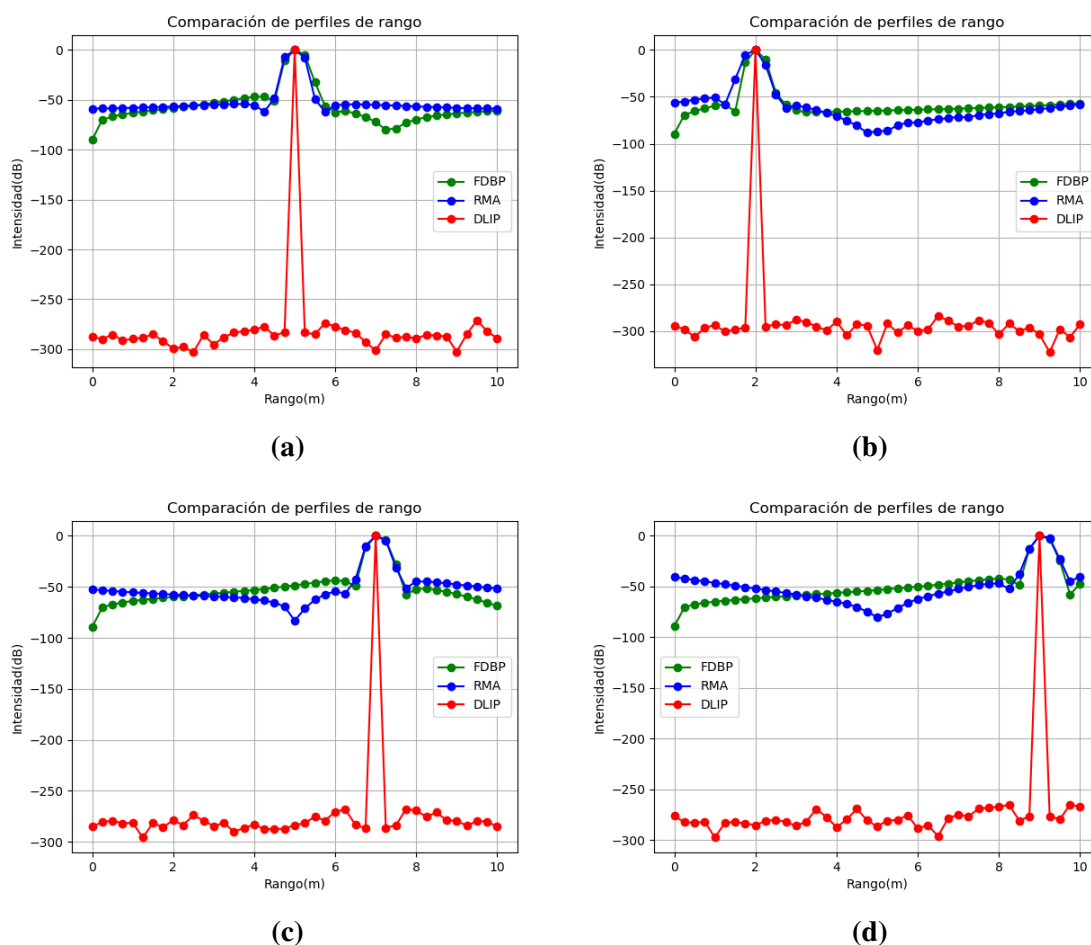 Comparación de perfiles de rango
0
−50
−100
−150
−200
−250
−300
Intensidad(dB)
FDBP
RMA
DLIP
0 2 4 6 8 10
Rango(m)
(a)
Comparación de perfiles de rango
0
−50
−100
−150
−200
−250
−300
Intensidad(dB)
FDBP
RMA
DLIP
0 2 4 6 8 10
Rango(m)
(b)
Comparación de perfiles de rango
0
−50
−100
−150
−200
−250
−300
Intensidad(dB)
FDBP
RMA
DLIP
0 2 4 6 8 10
Rango(m)
(c)
Comparación de perfiles de rango
0
−50
−100
−150
−200
−250
−300
Intensidad(dB)
FDBP
RMA
DLIP
0 2 4 6 8 10
Rango(m)
(d)